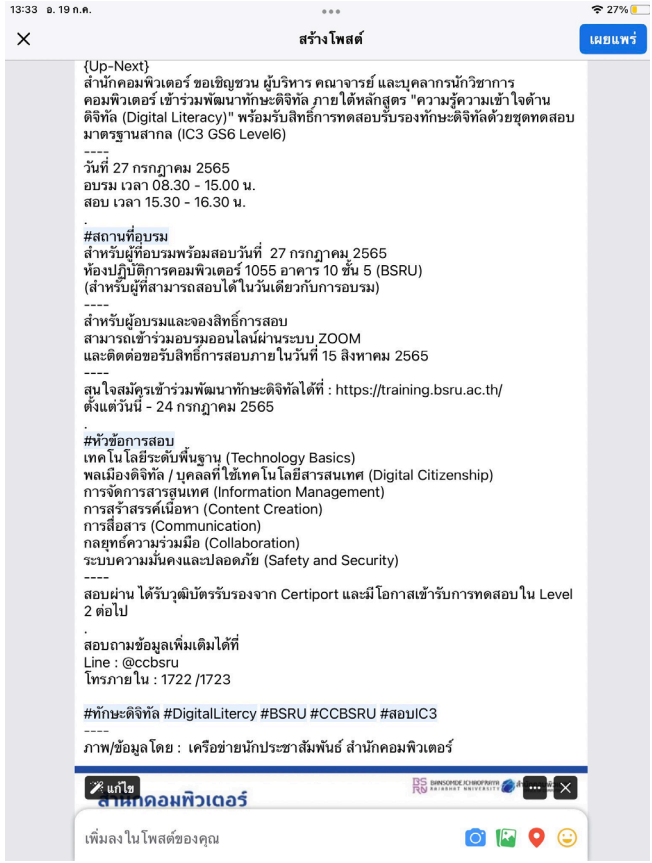 13:33 อ. 19 ก.ค.
27%
สร้างโพสต์
เผยแพร่
{Up-Next}
สำนักคอมพิวเตอร์ ขอเชิญชวน ผู้บริหาร คณาจารย์ และบุคลากรนักวิชาการ
คอมพิวเตอร์ เข้าร่วมพัฒนาทักษะดิจิทัล ภายใต้หลักสูตร "ความรู้ความเข้าใจด้าน
ดิจิทัล (Digital Literacy)" พร้อมรับสิทธิ์การทดสอบรับรองทักษะดิจิทัลด้วยชุดทดสอบ
มาตรฐานสากล (IC3 GS6 Level6)
----
วันที่ 27 กรกฎาคม 2565
อบรม เวลา 08.30 - 15.00 น.
สอบ เวลา 15.30 - 16.30 น.
.
#สถานที่อบรม
สำหรับผู้ที่อบรมพร้อมสอบวันที่ 27 กรกฎาคม 2565
ห้องปฏิบัติการคอมพิวเตอร์ 1055 อาคาร 10 ชั้น 5 (BSRU)
(สำหรับผู้ที่สามารถสอบได้ในวันเดียวกับการอบรม)
----
สำหรับผู้อบรมและจองสิทธิ์การสอบ
สามารถเข้าร่วมอบรมออนไลน์ผ่านระบบ ZOOM
และติดต่อขอรับสิทธิ์การสอบภายในวันที่ 15 สิงหาคม 2565
----
สนใจสมัครเข้าร่วมพัฒนาทักษะดิจิทัลได้ที่ : https://training.bsru.ac.th/
ตั้งแต่วันนี้ - 24 กรกฎาคม 2565
.
#หัวข้อการสอบ
เทคโนโลยีระดับพื้นฐาน (Technology Basics)
พลเมืองดิจิทัล / บุคลลที่ใช้เทคโนโลยีสารสนเทศ (Digital Citizenship)
การจัดการสารสนเทศ (Information Management)
การสร้าสรรค์เนื้อหา (Content Creation)
การสื่อสาร (Communication)
กลยุทธ์ความร่วมมือ (Collaboration)
ระบบความมั่นคงและปลอดภัย (Safety and Security)
----
สอบผ่าน ได้รับวุฒิบัตรรับรองจาก Certiport และมีโอกาสเข้ารับการทดสอบใน Level
2 ต่อไป
.
สอบถามข้อมูลเพิ่มเติมได้ที่
Line : @ccbsru
โทรภายใน : 1722 /1723
#ทักษะดิจิทัล #DigitalLitercy #BSRU #CCBSRU #สอบIC3
----
ภาพ/ข้อมูลโดย : เครือข่ายนักประชาสัมพันธ์ สำนักคอมพิวเตอร์
แก้ไข
BS
RU
BANSOMDEJCHAOPRAYA
RAJABHAT UNIVERSITY
สำนักคอมพิวเตอร์
เพิ่มลงในโพสต์ของคุณ